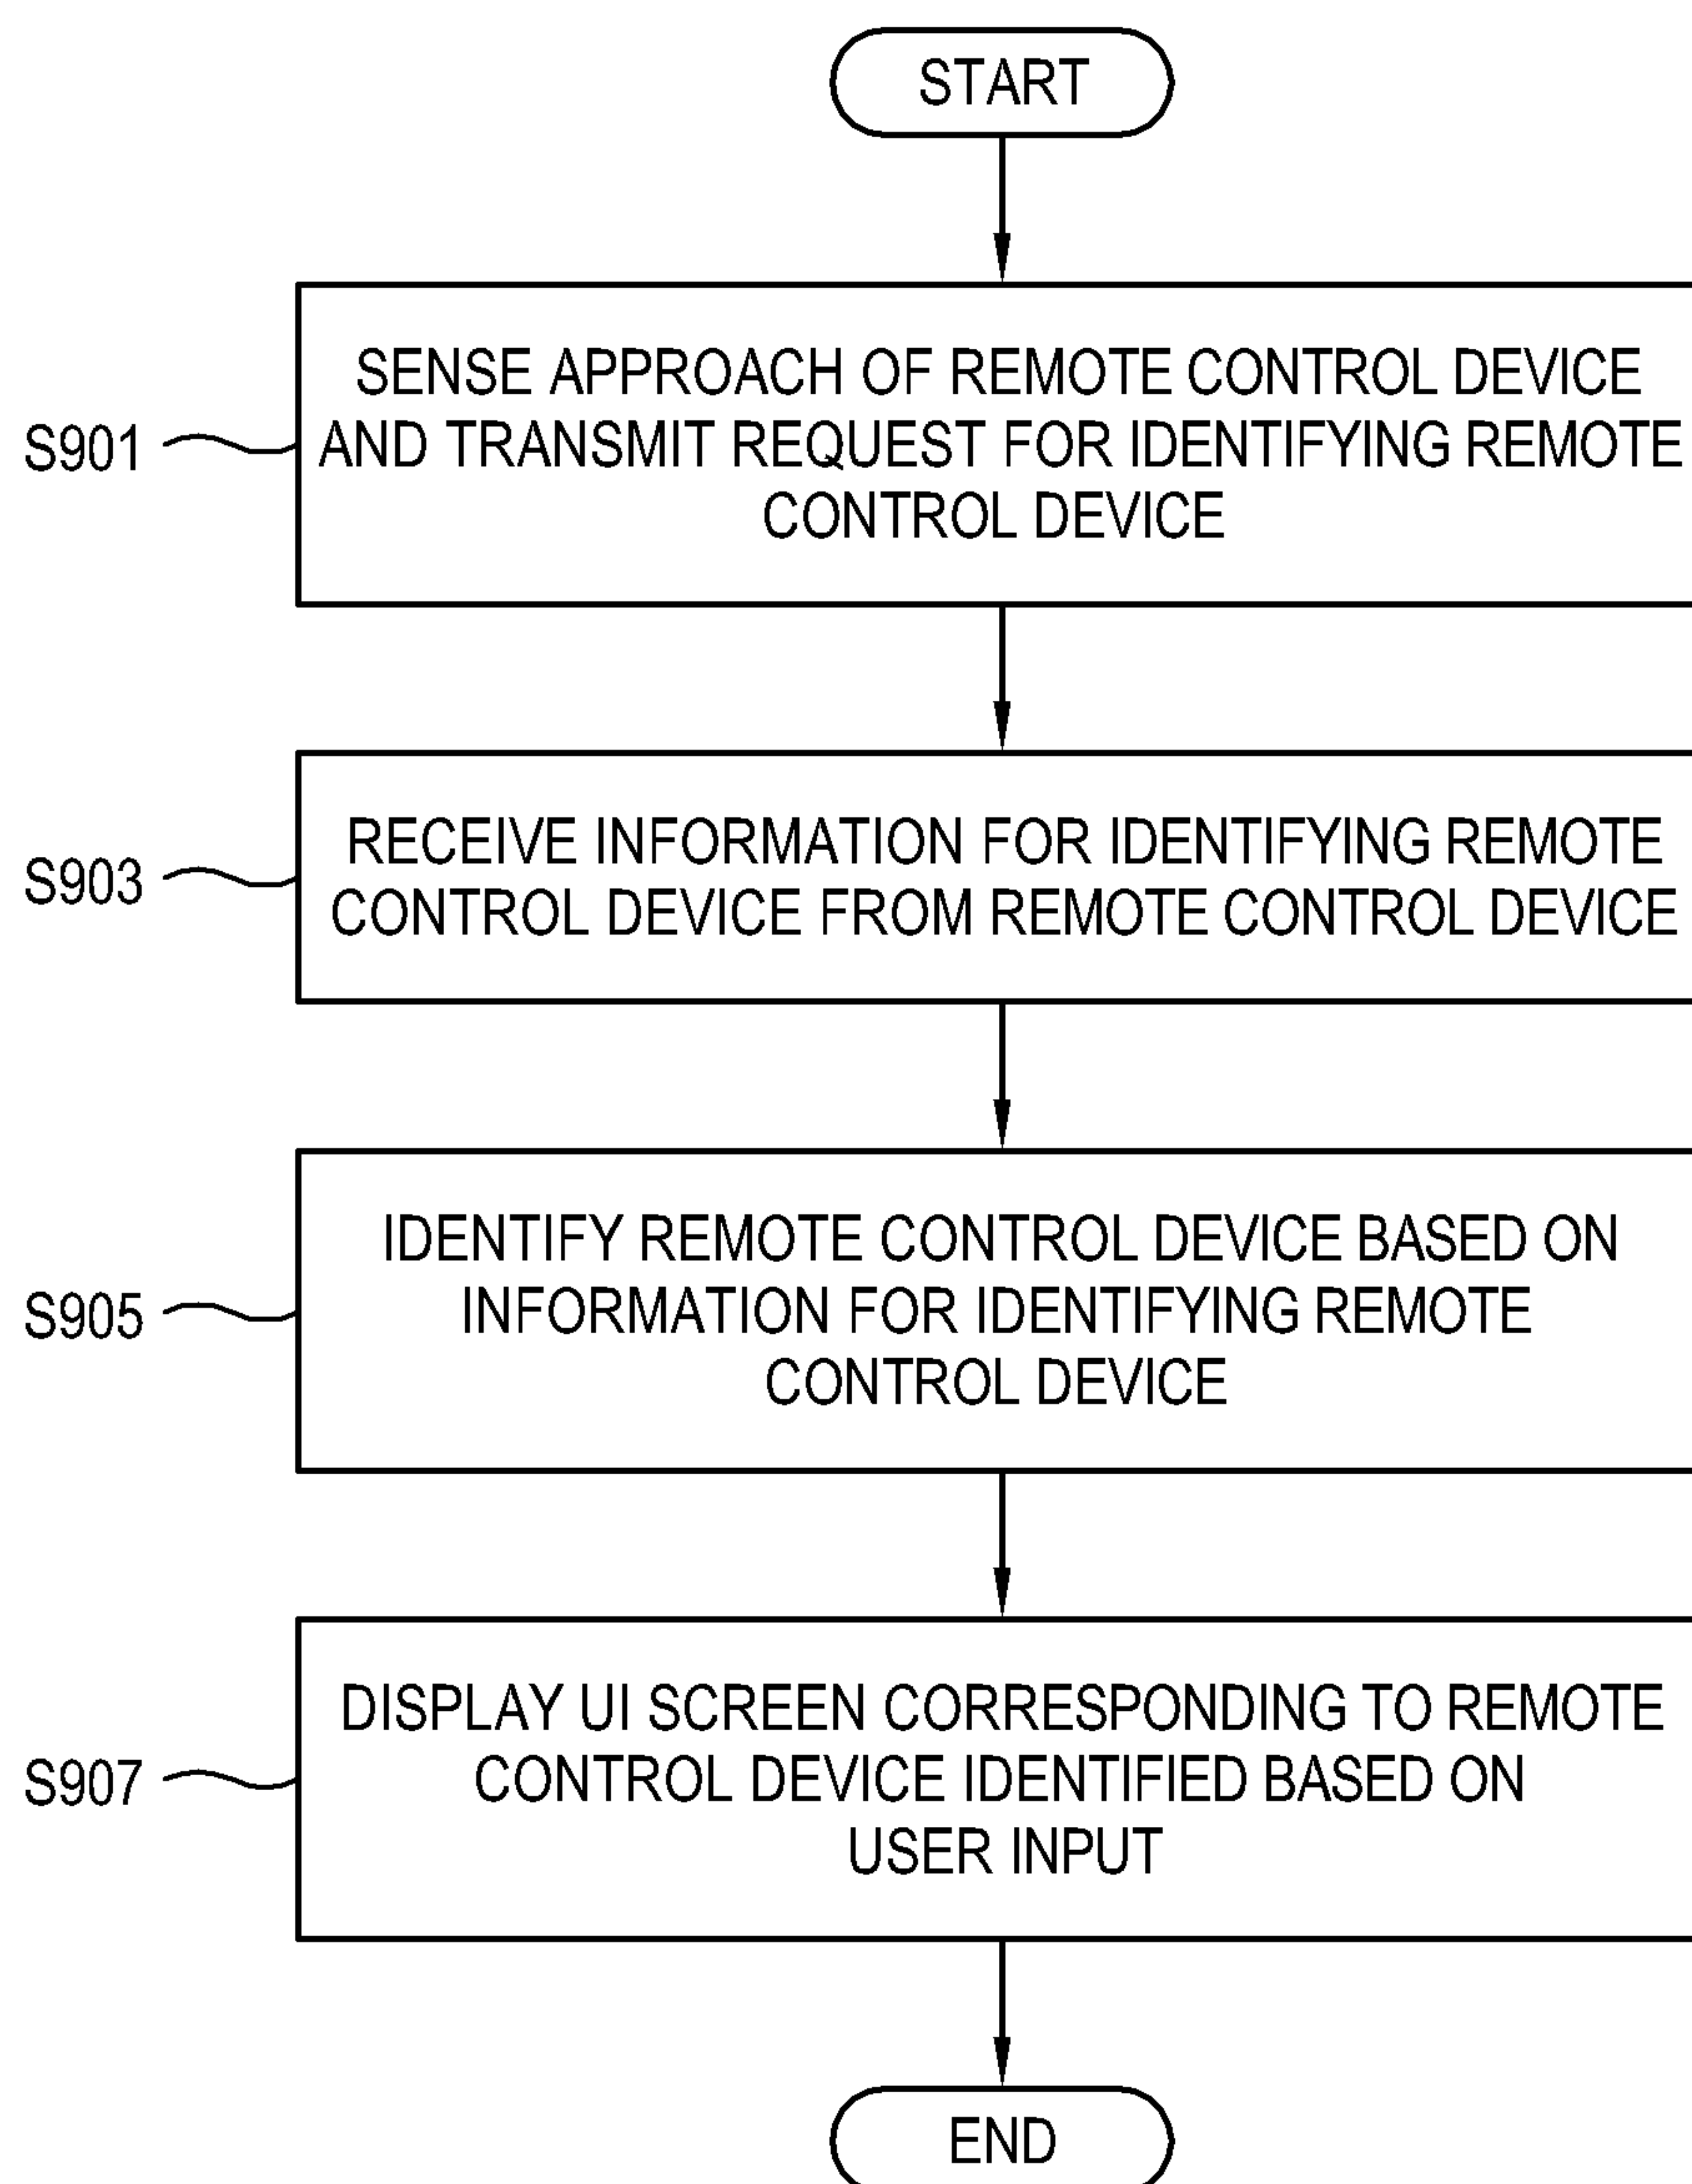 START
SENSE APPROACH OF REMOTE CONTROL DEVICE
AND TRANSMIT REQUEST FOR IDENTIFYING REMOTE
CONTROL DEVICE
S901
RECEIVE INFORMATION FOR IDENTIFYING REMOTE
CONTROL DEVICE FROM REMOTE CONTROL DEVICE
S903
IDENTIFY REMOTE CONTROL DEVICE BASED ON
INFORMATION FOR IDENTIFYING REMOTE
CONTROL DEVICE
S905
DISPLAY UI SCREEN CORRESPONDING TO REMOTE
CONTROL DEVICE IDENTIFIED BASED ON
USER INPUT
S907
END